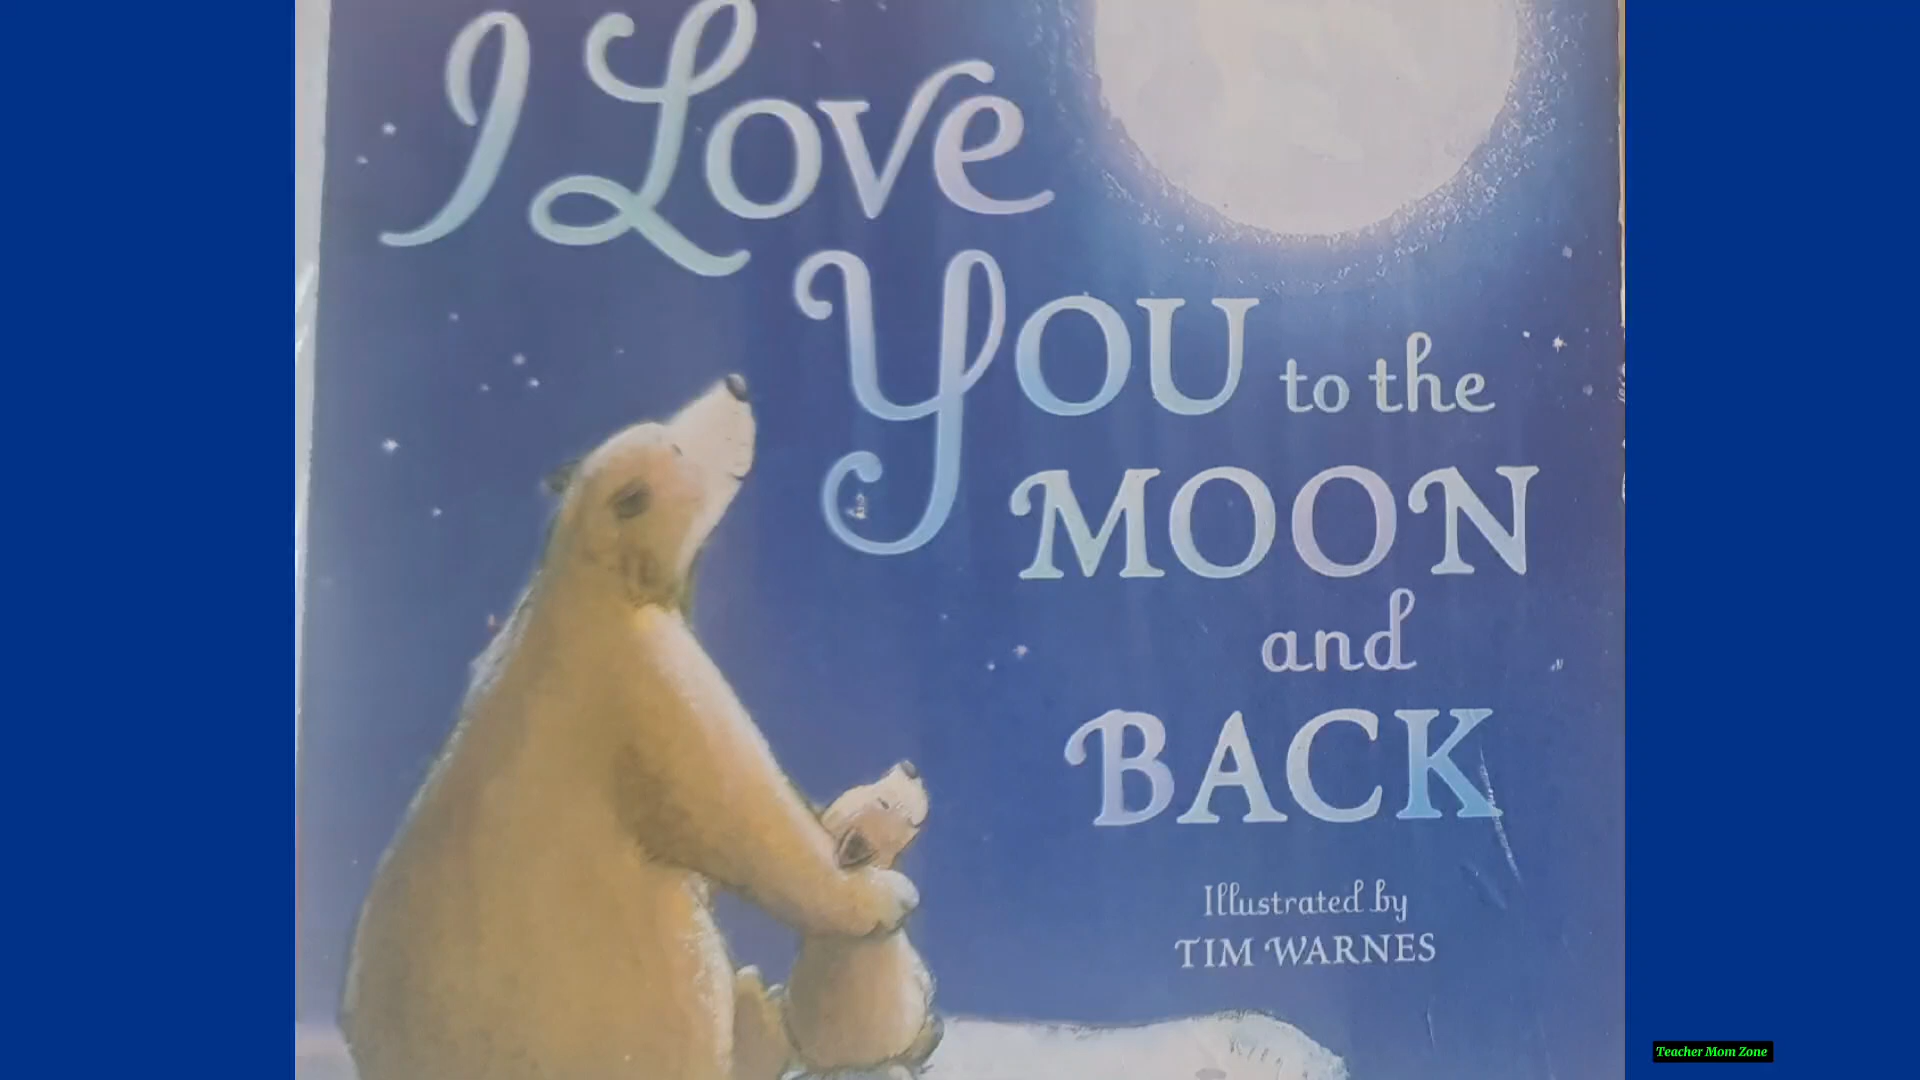 I Love
You to the
MOON
and
BACK
Illustrated by
TIM WARNES
Teacher Mom Zone